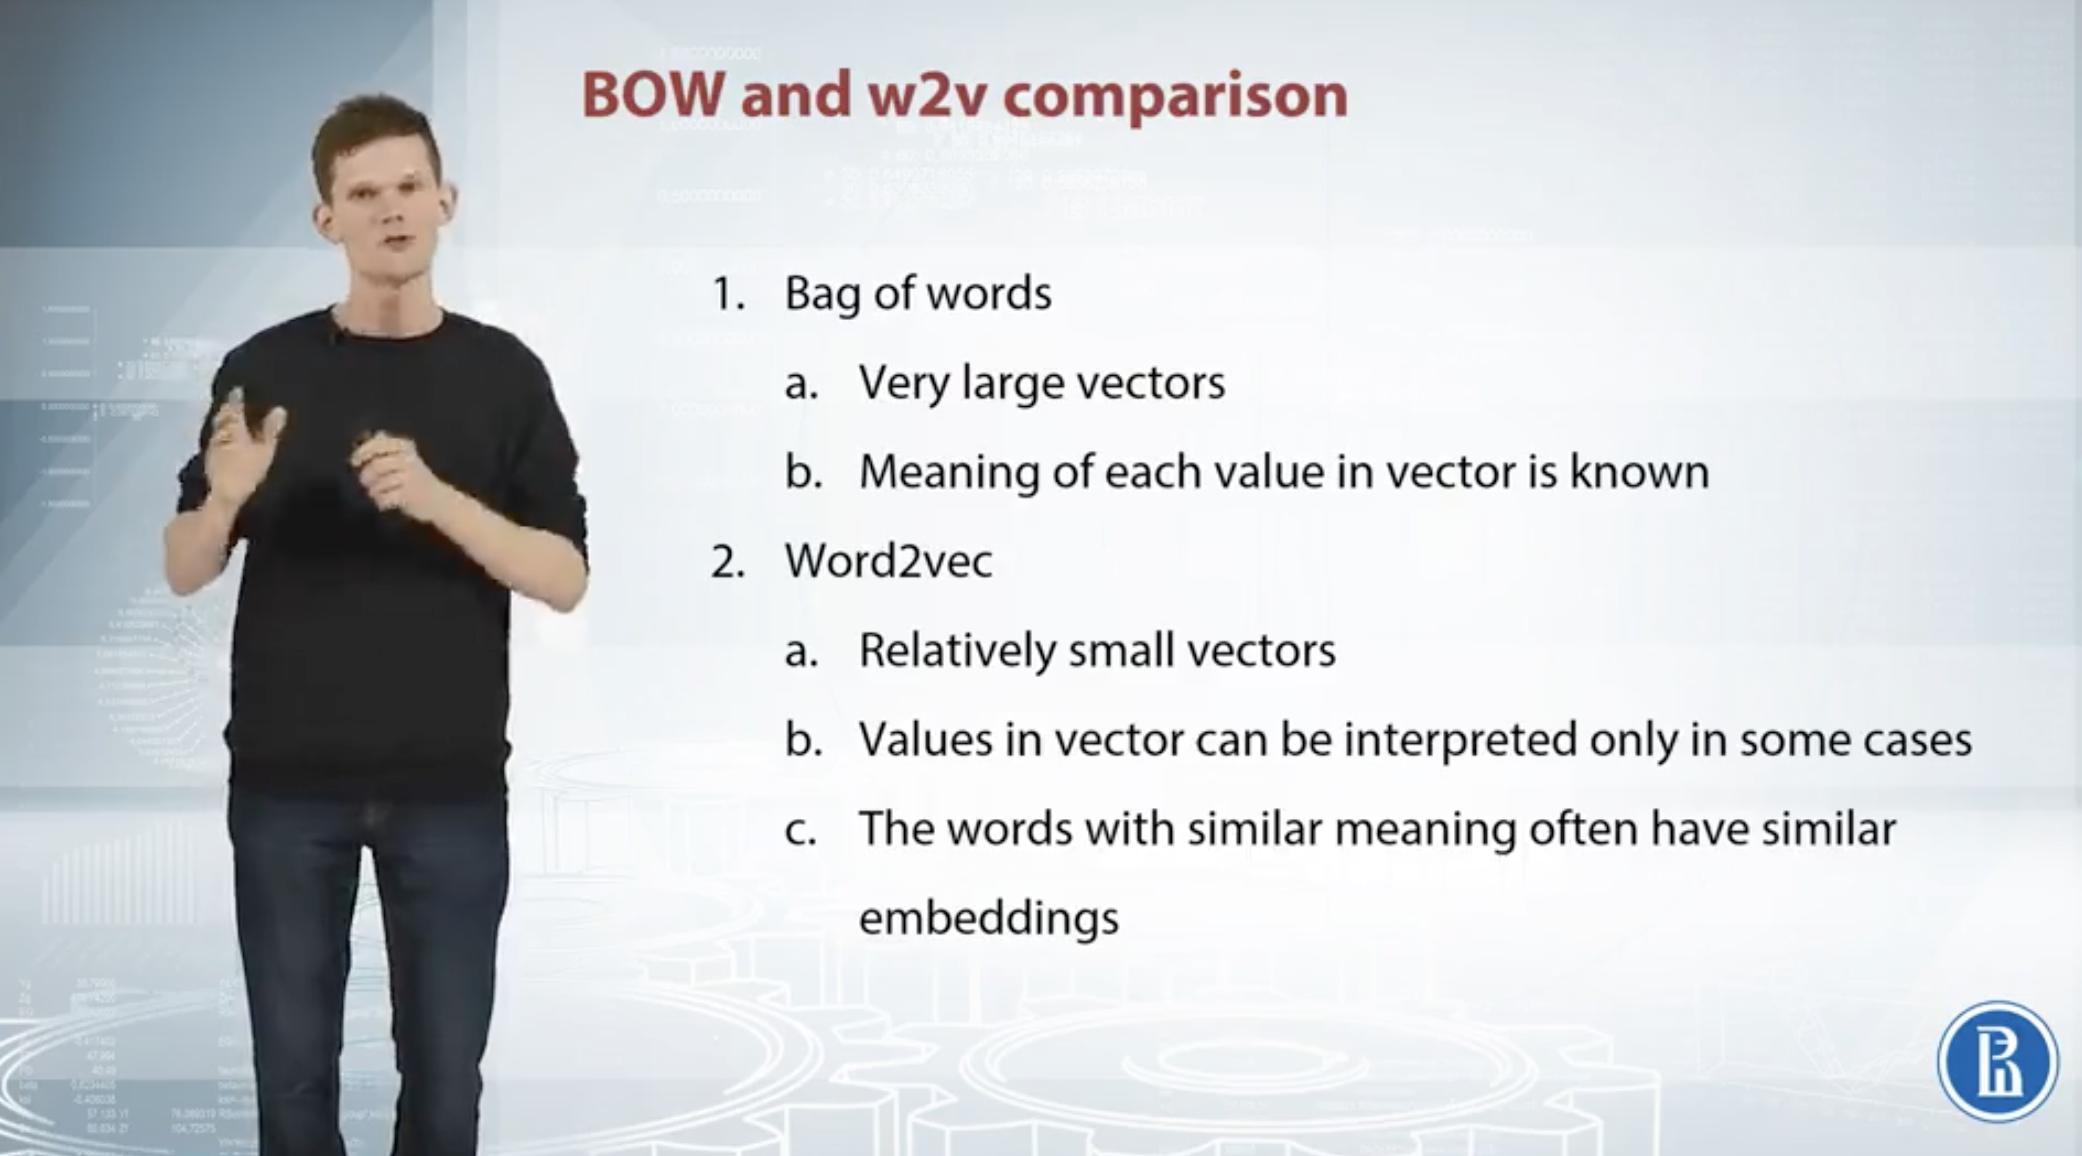 BOW and w2v comparison
1. Bag of words
a. Very large vectors
b. Meaning of each value in vector is known
2. Word2vec
a. Relatively small vectors
b. Values in vector can be interpreted only in some cases
c. The words with similar meaning often have similar
embeddings